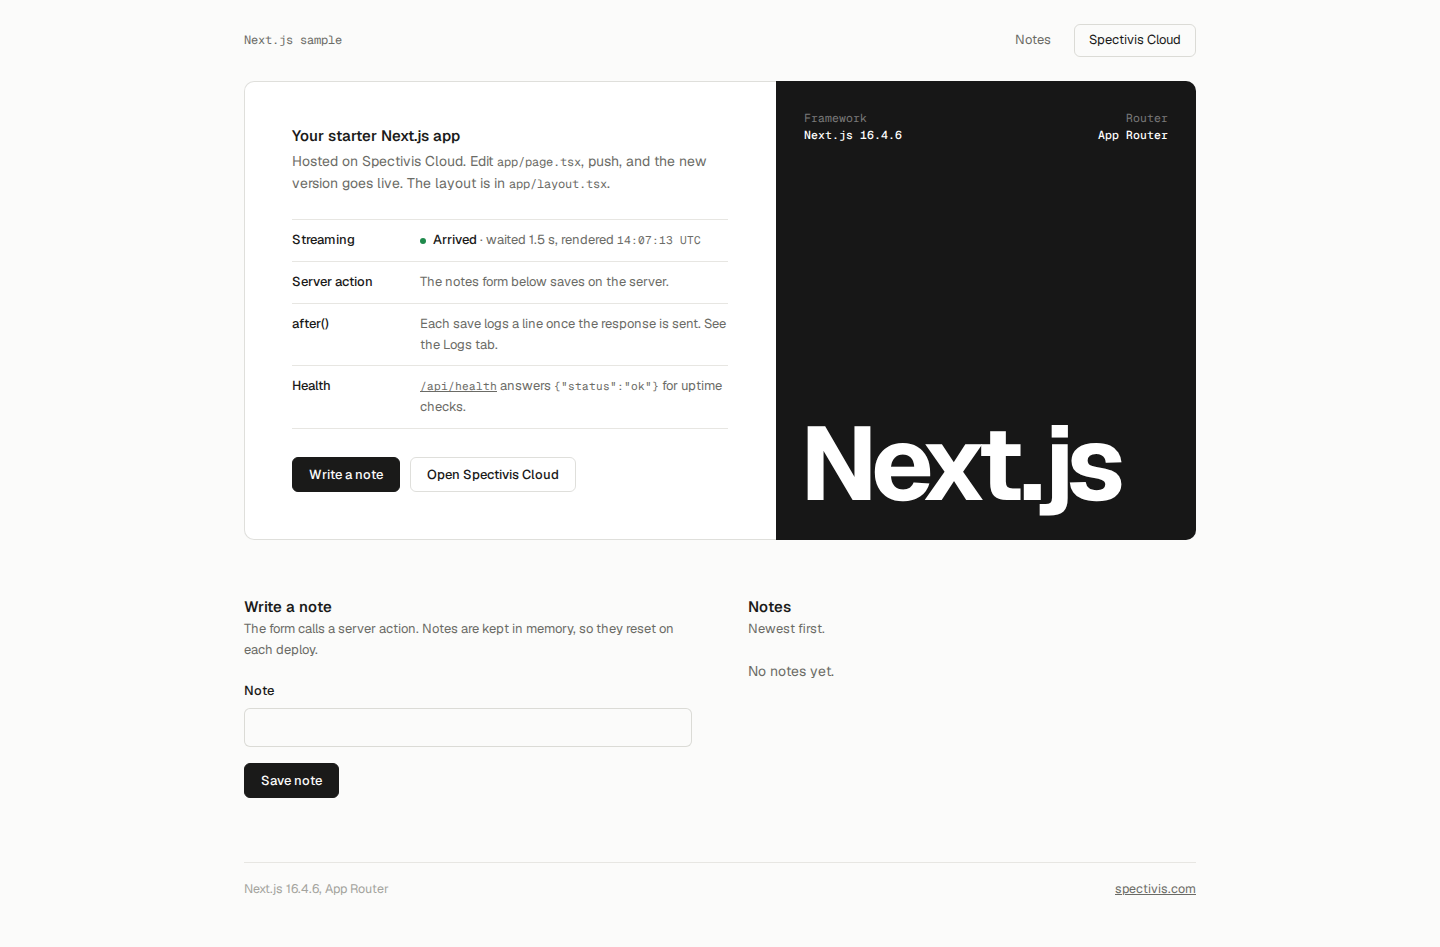 Next.js sample
Notes
Spectivis Cloud
Your starter Next.js app
Hosted on Spectivis Cloud. Edit app/page.tsx, push, and the new
version goes live. The layout is in app/layout.tsx.
Streaming
Arrived · waited 1.5 s, rendered 14:07:13 UTC
Server action
The notes form below saves on the server.
after()
Each save logs a line once the response is sent. See
the Logs tab.
Health
/api/health answers {"status":"ok"} for uptime
checks.
Write a note
Open Spectivis Cloud
Framework
Next.js 16.4.6
Router
App Router
Next.js
Write a note
The form calls a server action. Notes are kept in memory, so they reset on
each deploy.
Note
Save note
Notes
Newest first.
No notes yet.
Next.js 16.4.6, App Router
spectivis.com